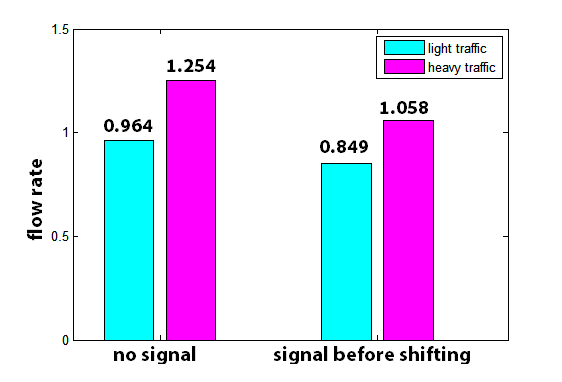 1.5
light traffic
heavy traffic
1.254
1.058
0.964
1
0.849
flow rate
0.5
0
no signal
signal before shifting